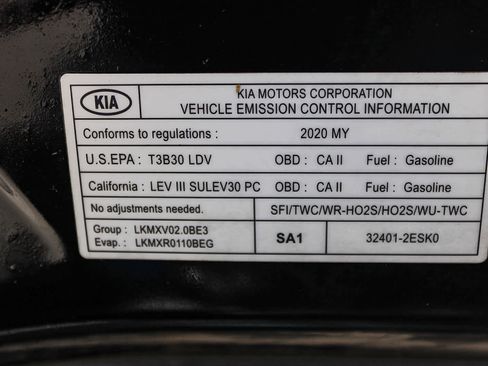 KIA
KIA MOTORS CORPORATION
VEHICLE EMISSION CONTROL INFORMATION
Conforms to regulations : 2020 MY
U.S.EPA : T3B30 LDV OBD : CA II Fuel : Gasoline
California : LEV III SULEV30 PC OBD : CA II Fuel : Gasoline
No adjustments needed. SFI/TWC/WR-HO2S/HO2S/WU-TWC
Group : LKMXV02.0BE3
Evap. : LKMXR0110BEG
SA1
32401-2ESK0